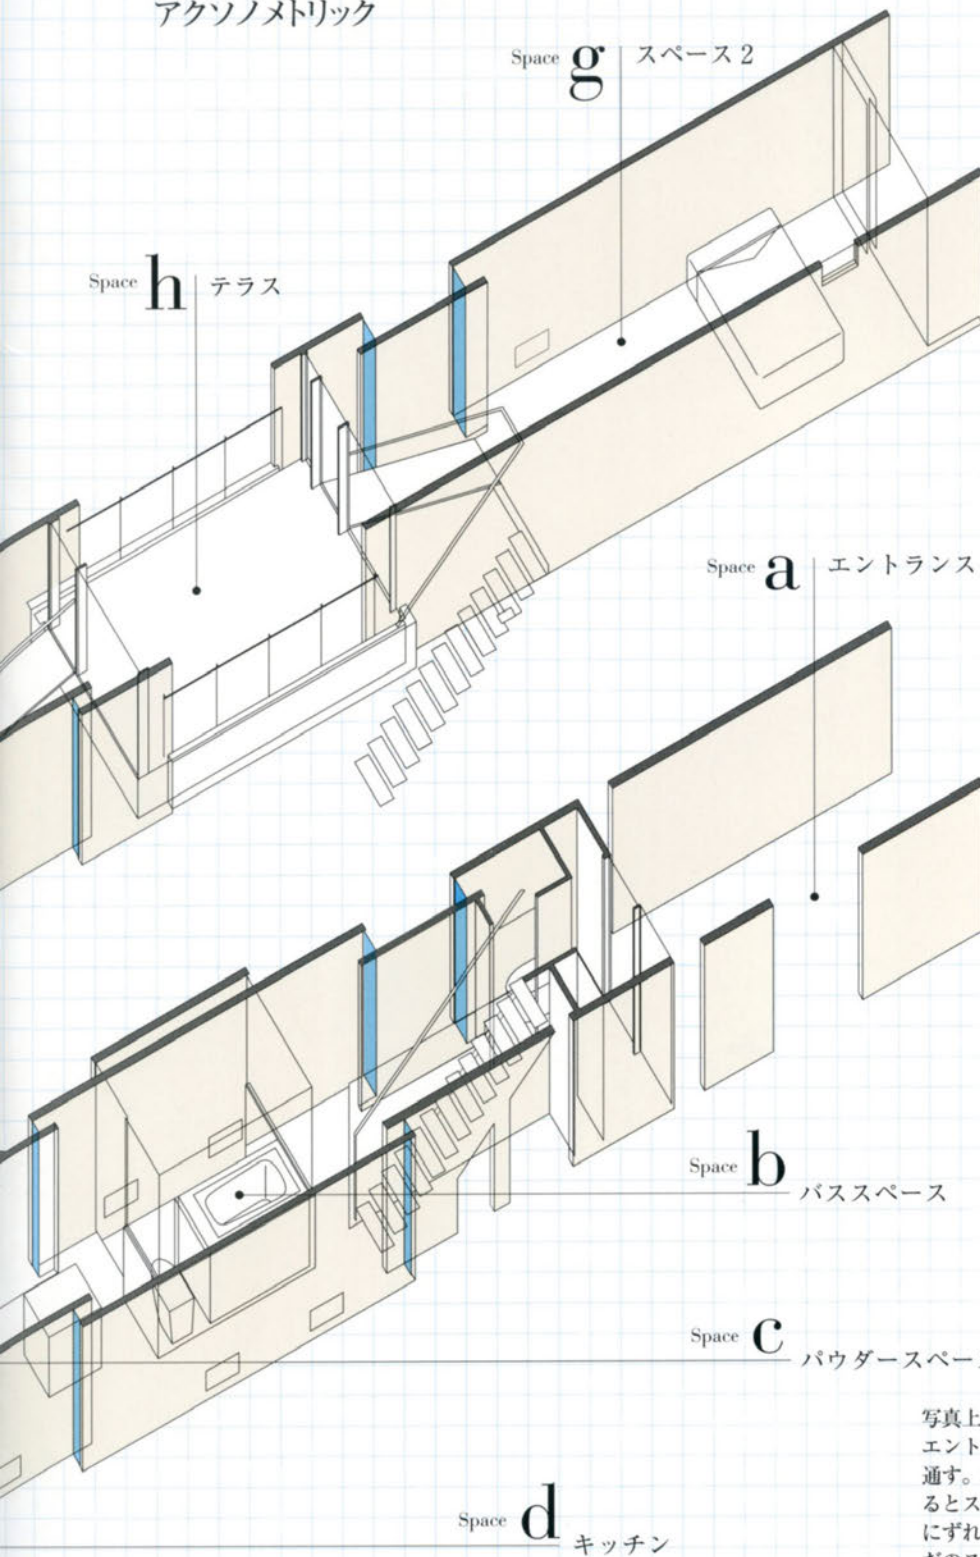 アクソノメトリック
Space g スペース 2
Space h テラス
Space a エントランス
Space b バススペース
Space c パウダースペー
写真上
エント
通す。
るとス
にずれ
Space d キッチン